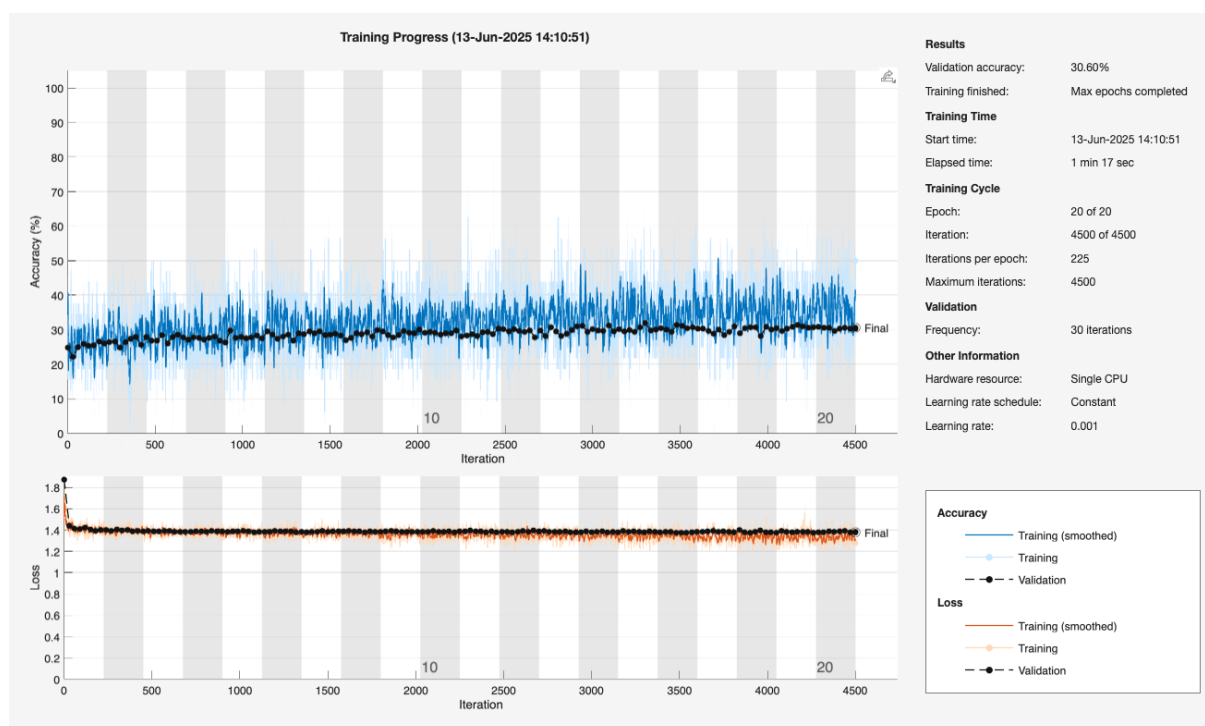 Training Progress (13-Jun-2025 14:10:51)
Accuracy (%)
100
90
80
70
60
50
40
30
20
10
0
Final
10
20
0 500 1000 1500 2000 2500 3000 3500 4000 4500
Iteration
Loss
1.8
1.6
1.4
1.2
1
0.8
0.6
0.4
0.2
0
Final
10
20
0 500 1000 1500 2000 2500 3000 3500 4000 4500
Iteration
Results
Validation accuracy: 30.60%
Training finished: Max epochs completed
Training Time
Start time: 13-Jun-2025 14:10:51
Elapsed time: 1 min 17 sec
Training Cycle
Epoch: 20 of 20
Iteration: 4500 of 4500
Iterations per epoch: 225
Maximum iterations: 4500
Validation
Frequency: 30 iterations
Other Information
Hardware resource: Single CPU
Learning rate schedule: Constant
Learning rate: 0.001
Accuracy
Training (smoothed)
Training
Validation
Loss
Training (smoothed)
Training
Validation